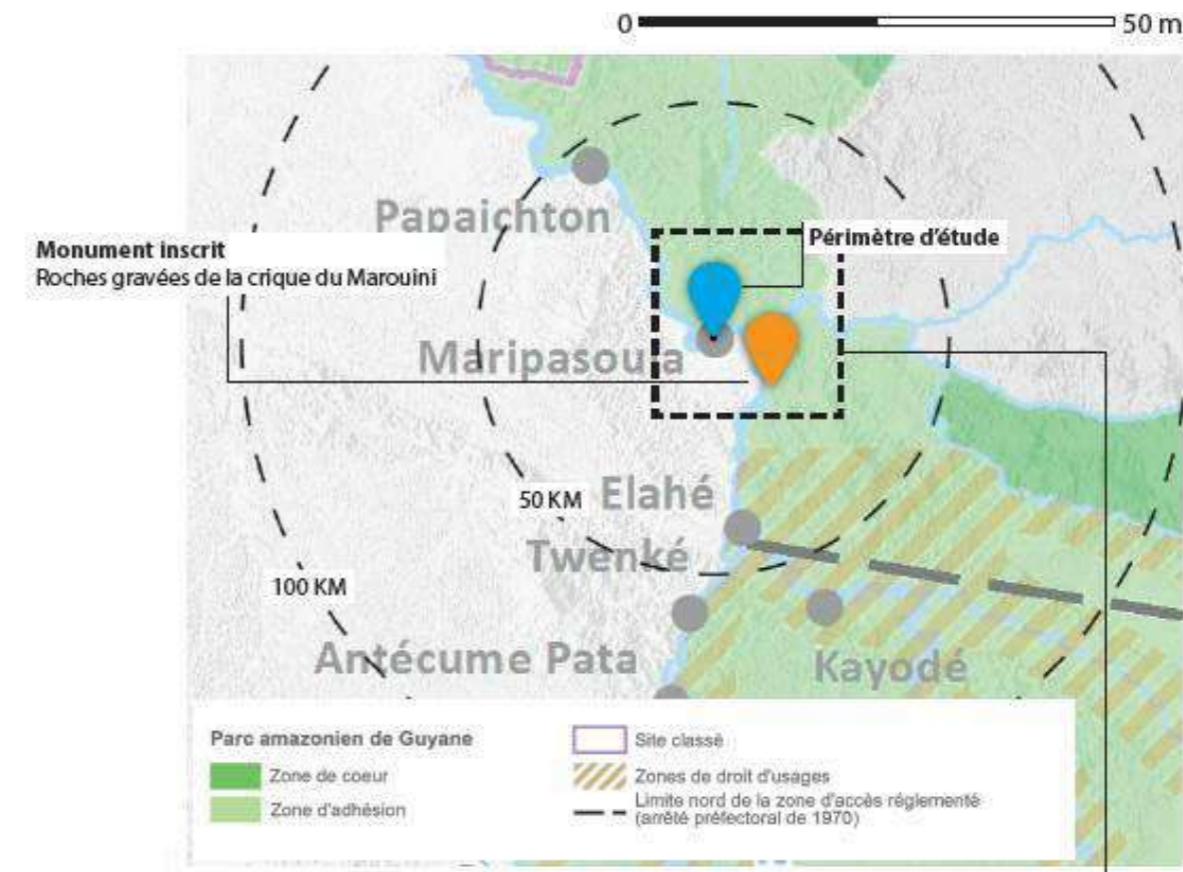 0 50 m
Papaichton
Monument inscrit
Roches gravées de la crique du Marouini
Périmètre d'étude
Maripasoula
50 KM
Elahé
Twenké
100 KM
Antécume Pata
Kayodé
Parc amazonien de Guyane
Zone de coeur
Zone d'adhésion
Site classé
Zones de droit d'usages
Limite nord de la zone d'accès réglementé
(arrêté préfectoral de 1970)